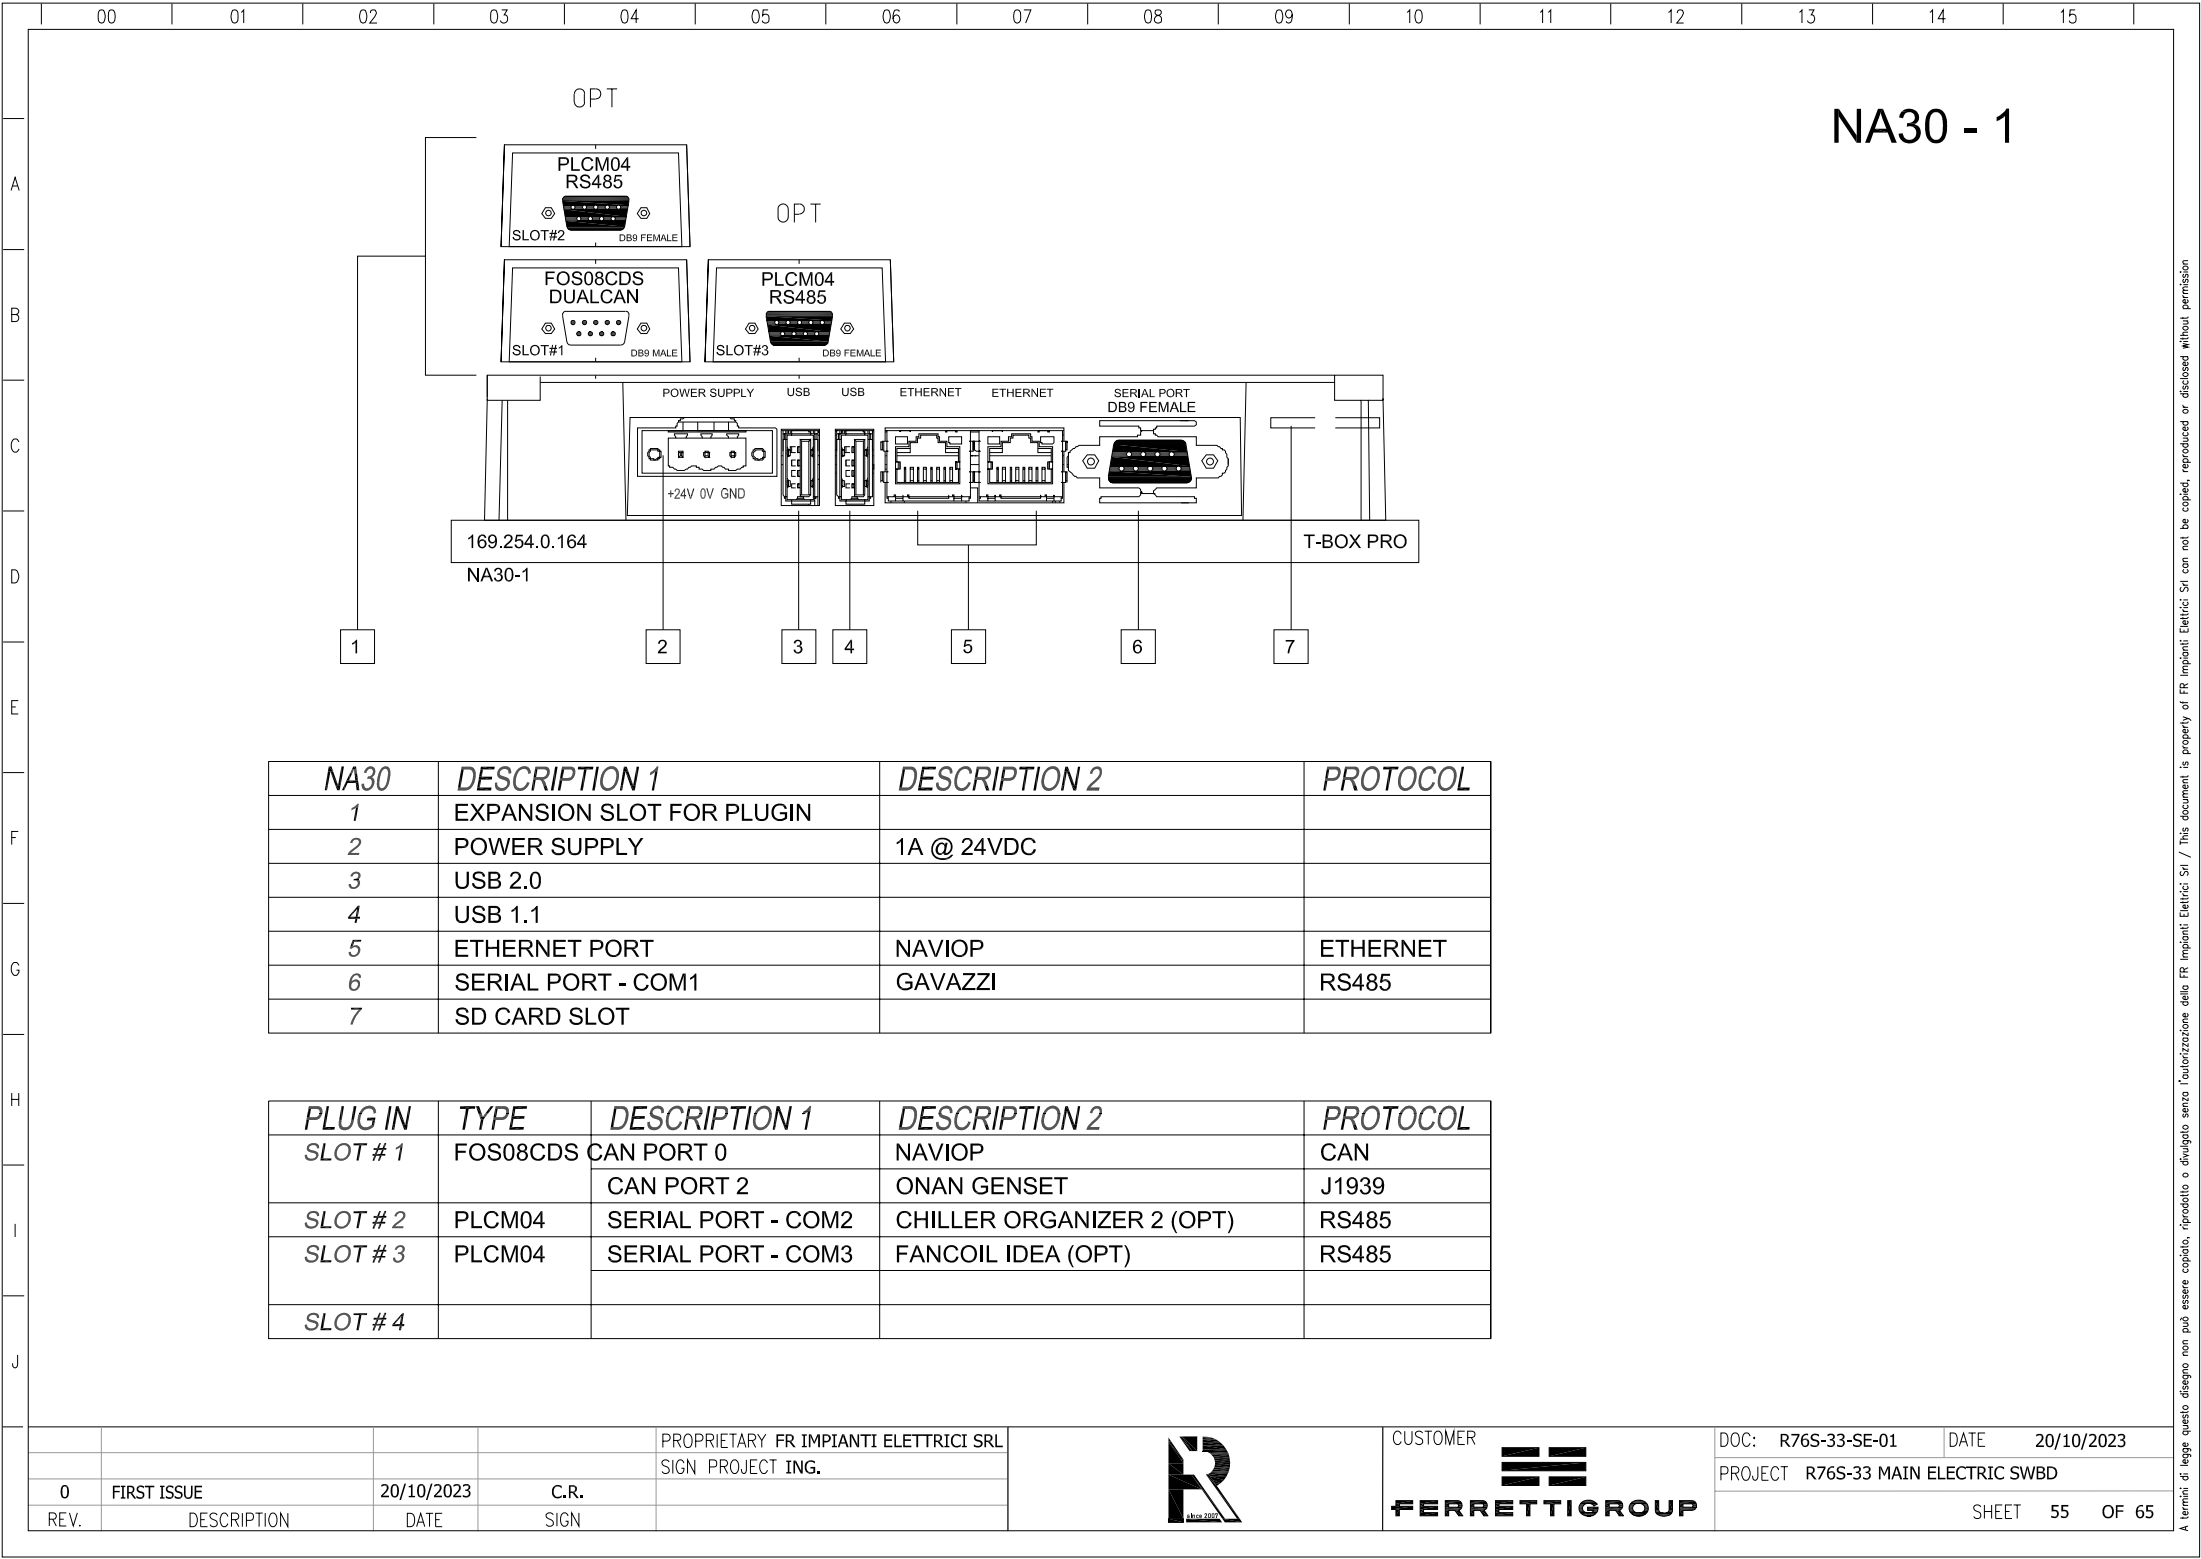 00 01 02 03 04 05 06 07 08 09 10 11 12 13 14 15
NA30 - 1
OPT
PLCM04
RS485
SLOT#2 DB9 FEMALE
OPT
FOS08CDS
DUALCAN
SLOT#1 DB9 MALE
PLCM04
RS485
SLOT#3 DB9 FEMALE
POWER SUPPLY USB USB ETHERNET ETHERNET SERIAL PORT
DB9 FEMALE
+24V 0V GND
169.254.0.164 T-BOX PRO
NA30-1
1 2 3 4 5 6 7
A
B
C
D
E
F
G
H
I
J
NA30 DESCRIPTION 1 DESCRIPTION 2 PROTOCOL
1 EXPANSION SLOT FOR PLUGIN
2 POWER SUPPLY 1A @ 24VDC
3 USB 2.0
4 USB 1.1
5 ETHERNET PORT NAVIOP ETHERNET
6 SERIAL PORT - COM1 GAVAZZI RS485
7 SD CARD SLOT
PLUG IN TYPE DESCRIPTION 1 DESCRIPTION 2 PROTOCOL
SLOT # 1 FOS08CDS CAN PORT 0 NAVIOP CAN
CAN PORT 2 ONAN GENSET J1939
SLOT # 2 PLCM04 SERIAL PORT - COM2 CHILLER ORGANIZER 2 (OPT) RS485
SLOT # 3 PLCM04 SERIAL PORT - COM3 FANCOIL IDEA (OPT) RS485
SLOT # 4
A termini di legge questo disegno non può essere copiato, riprodotto o divulgato senza l'autorizzazione della FR Impianti Elettrici Srl / This document is property of FR Impianti Elettrici Srl can not be copied, reproduced or disclosed without permission
0 FIRST ISSUE 20/10/2023 C.R.
REV. DESCRIPTION DATE SIGN
PROPRIETARY FR IMPIANTI ELETTRICI SRL
SIGN PROJECT ING.
R
since 2007
CUSTOMER
FERRETTIGROUP
DOC: R76S-33-SE-01 DATE 20/10/2023
PROJECT R76S-33 MAIN ELECTRIC SWBD
SHEET 55 OF 65